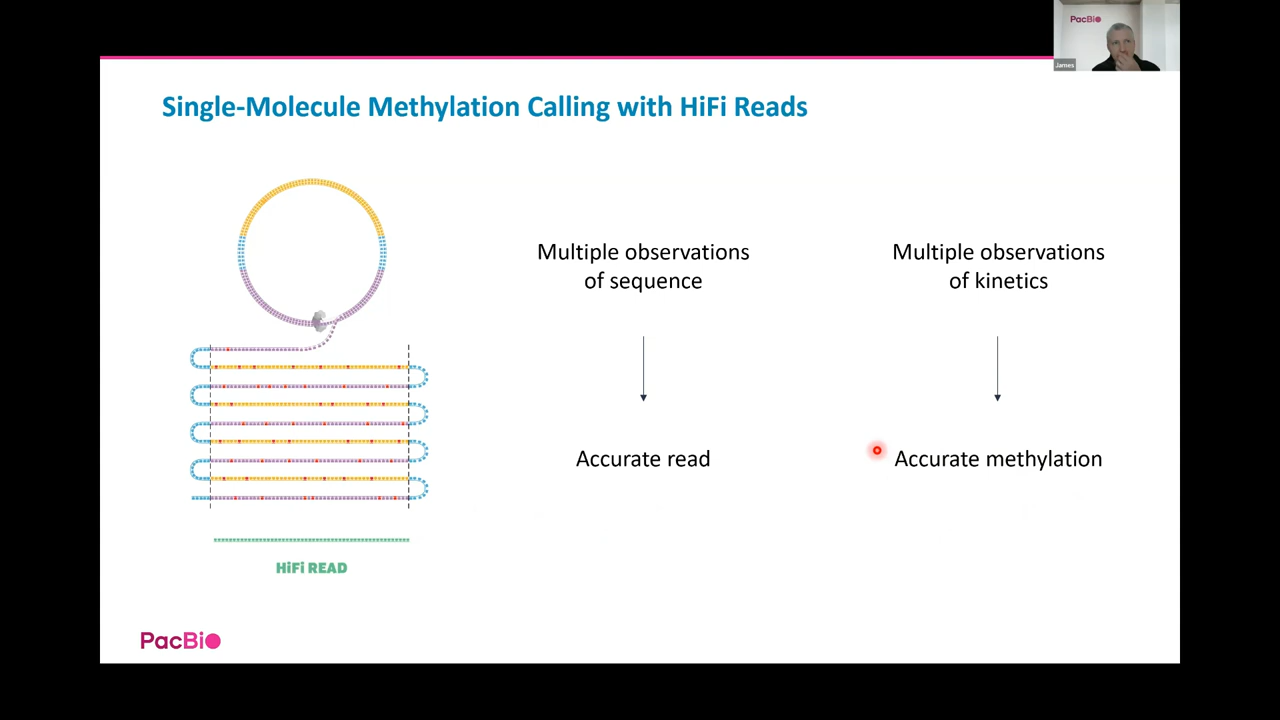 PacBio
James
Single-Molecule Methylation Calling with HiFi Reads
Multiple observations
of sequence
Multiple observations
of kinetics
Accurate read
Accurate methylation
HiFi READ
PacBio